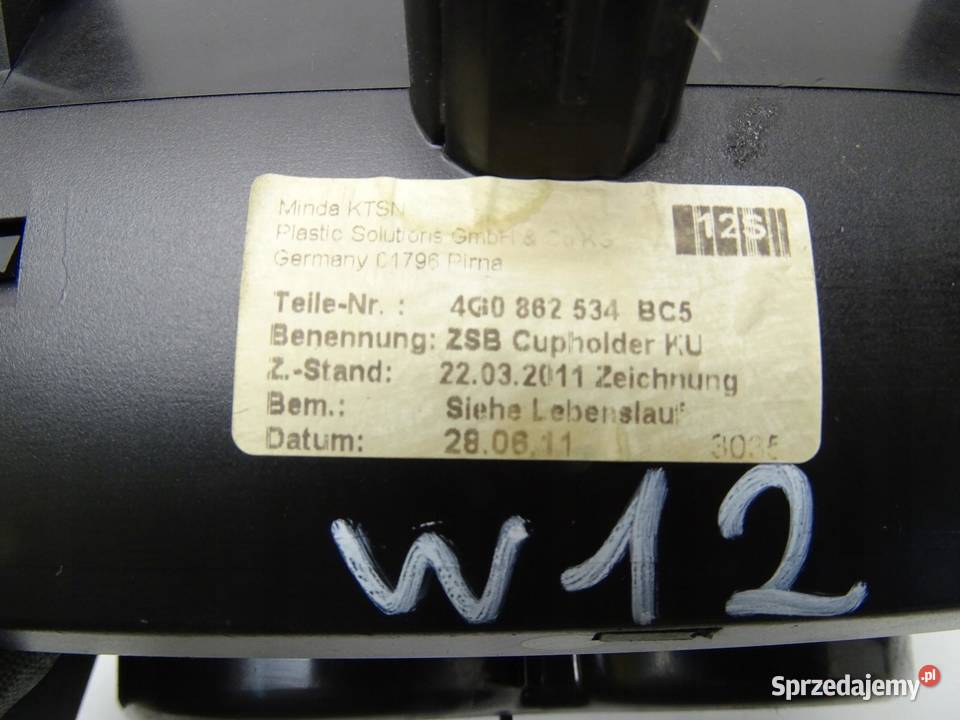 Minda KTSN
Plastic Solutions GmbH & Co KG
Germany 01796 Pirna
12S
Teile-Nr. : 4G0 862 534 BC5
Benennung: ZSB Cupholder KU
Z.-Stand: 22.03.2011 Zeichnung
Bem.: Siehe Lebenslauf
Datum: 28.06.11 3035
W12
Sprzedajemy.pl